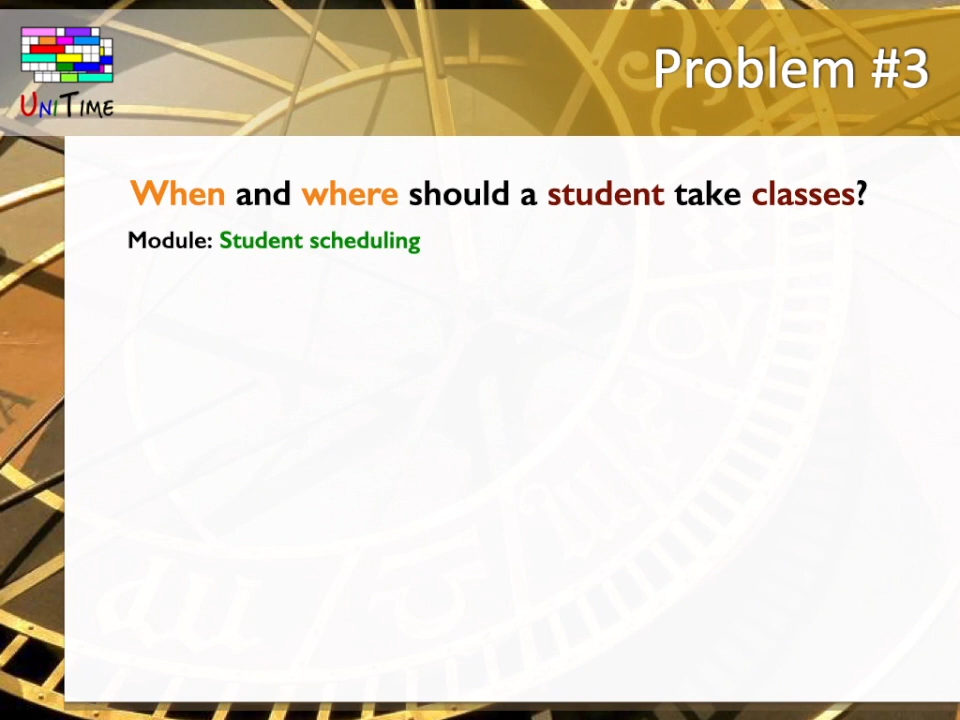 UniTime
Problem #3
When and where should a student take classes?
Module: Student scheduling